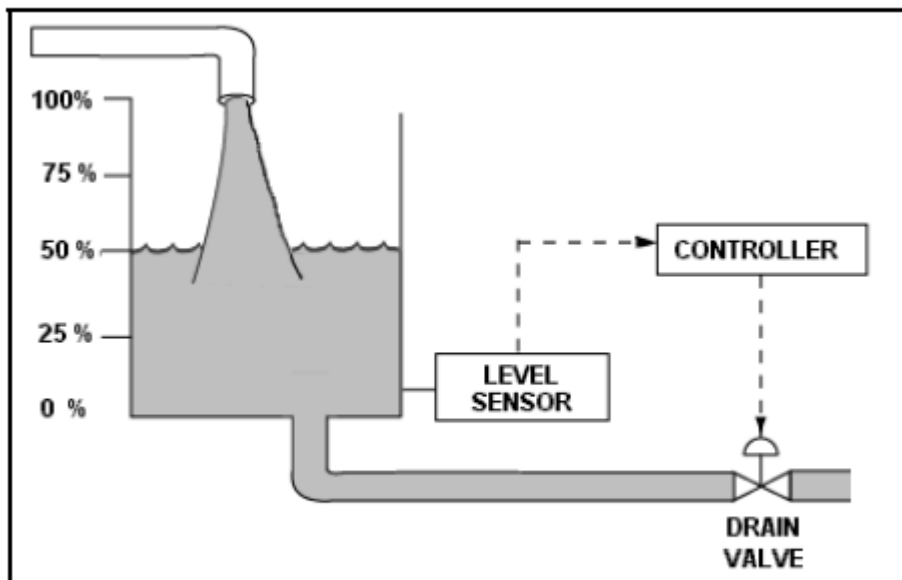 100%
75 %
50 %
25 %
0 %
LEVEL
SENSOR
CONTROLLER
DRAIN
VALVE